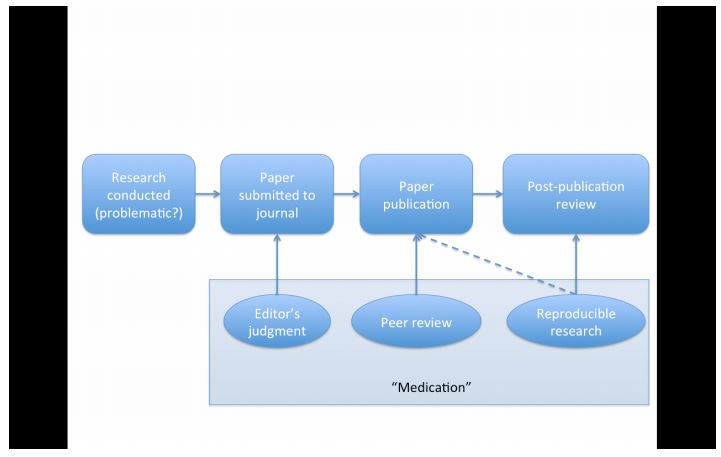 Research
conducted
(problematic?)
Paper
submitted to
journal
Paper
publication
Post-publication
review
Editor's
judgment
Peer review
Reproducible
research
“Medication”